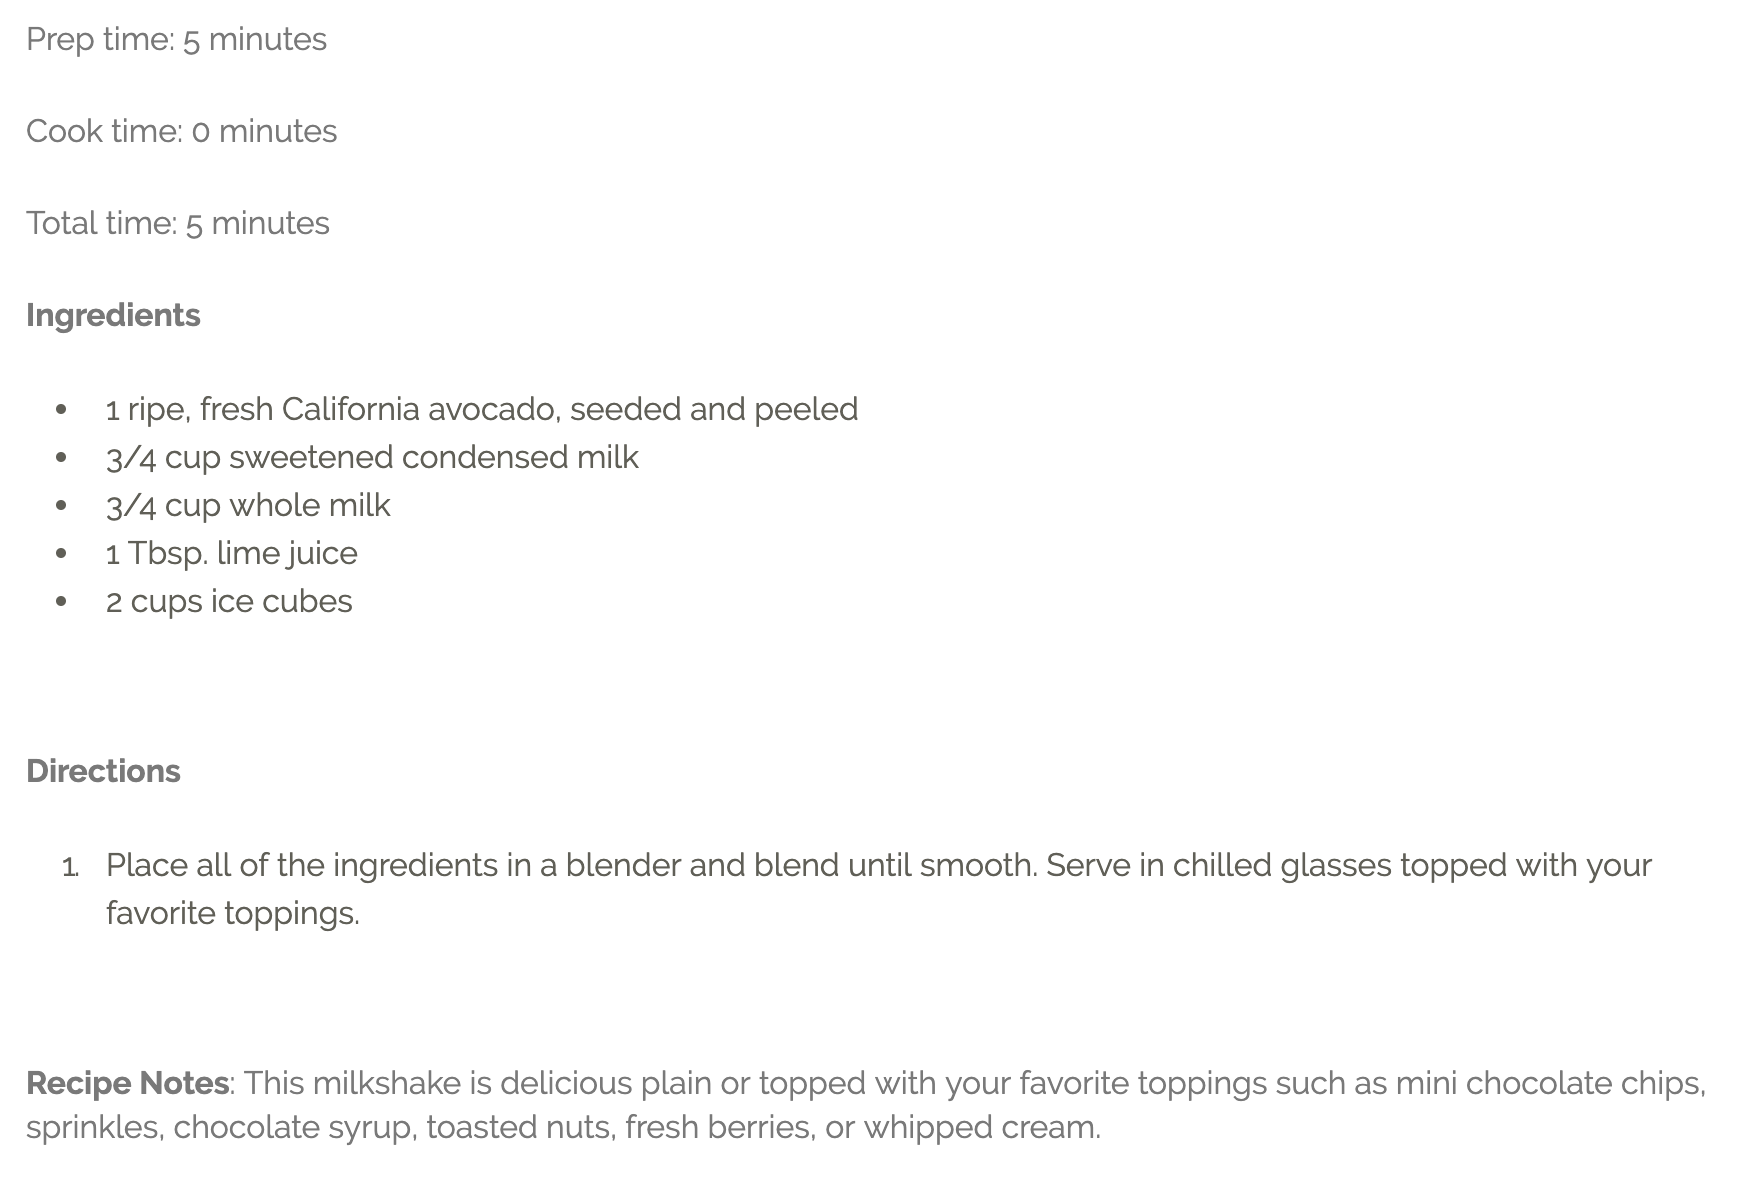 Prep time: 5 minutes
Cook time: 0 minutes
Total time: 5 minutes
Ingredients
• 1 ripe, fresh California avocado, seeded and peeled
• 3/4 cup sweetened condensed milk
• 3/4 cup whole milk
• 1 Tbsp. lime juice
• 2 cups ice cubes
Directions
1. Place all of the ingredients in a blender and blend until smooth. Serve in chilled glasses topped with your
favorite toppings.
Recipe Notes: This milkshake is delicious plain or topped with your favorite toppings such as mini chocolate chips,
sprinkles, chocolate syrup, toasted nuts, fresh berries, or whipped cream.